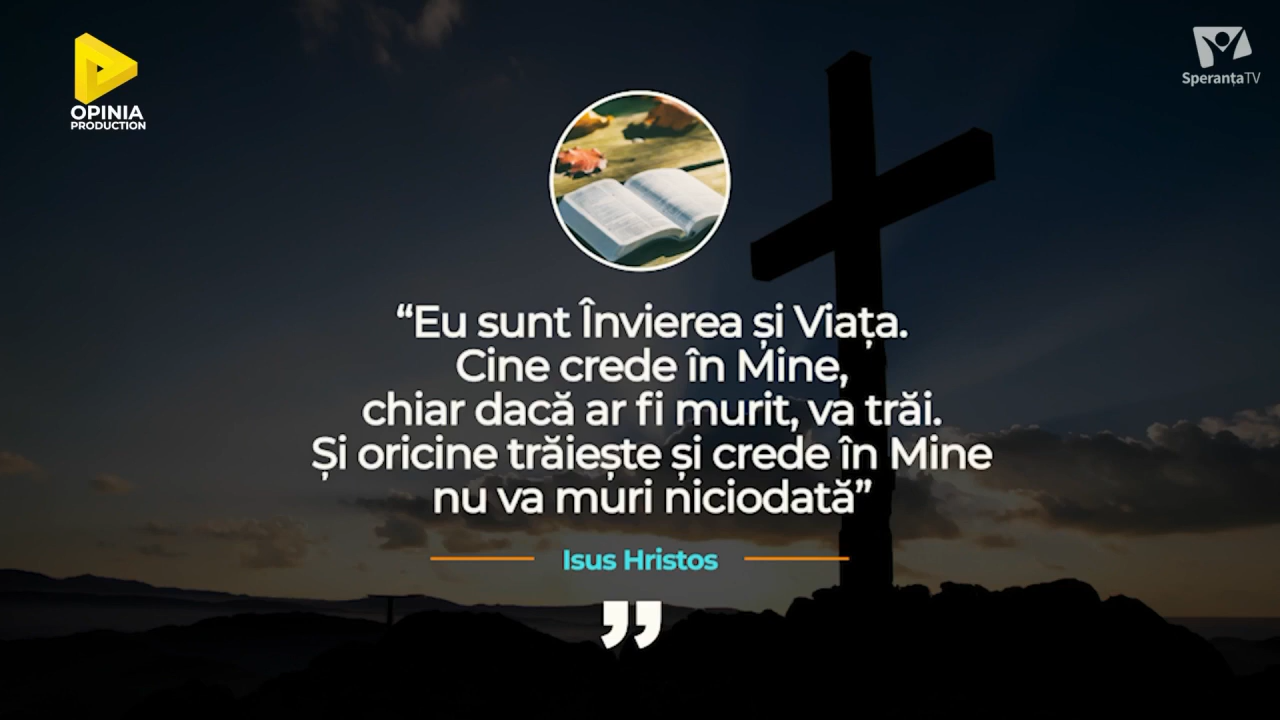 OPINIA
PRODUCTION
SperanțaTV
“Eu sunt Învierea și Viața.
Cine crede în Mine,
chiar dacă ar fi murit, va trăi.
Și oricine trăiește și crede în Mine
nu va muri niciodată”
Isus Hristos
”